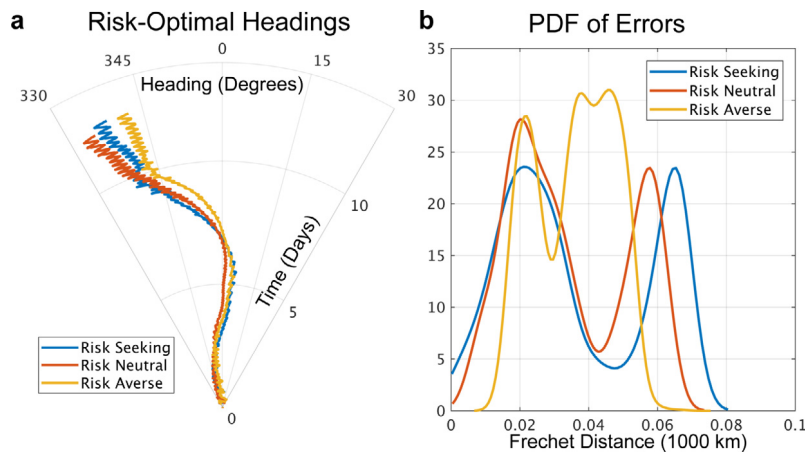 a
Risk-Optimal Headings
0
345
15
330
30
Heading (Degrees)
10
Time (Days)
5
0
Risk Seeking
Risk Neutral
Risk Averse
b
PDF of Errors
35
30
25
20
15
10
5
0
Risk Seeking
Risk Neutral
Risk Averse
0
0.02
0.04
0.06
0.08
0.1
Frechet Distance (1000 km)